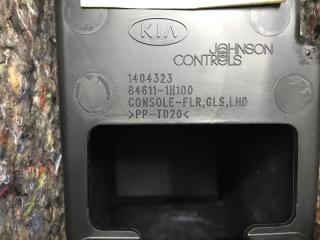 KIA
JOHNSON
CONTROLS
1404323
84611-1H100
CONSOLE-FLR,GLS,LHD
>PP-TD20<